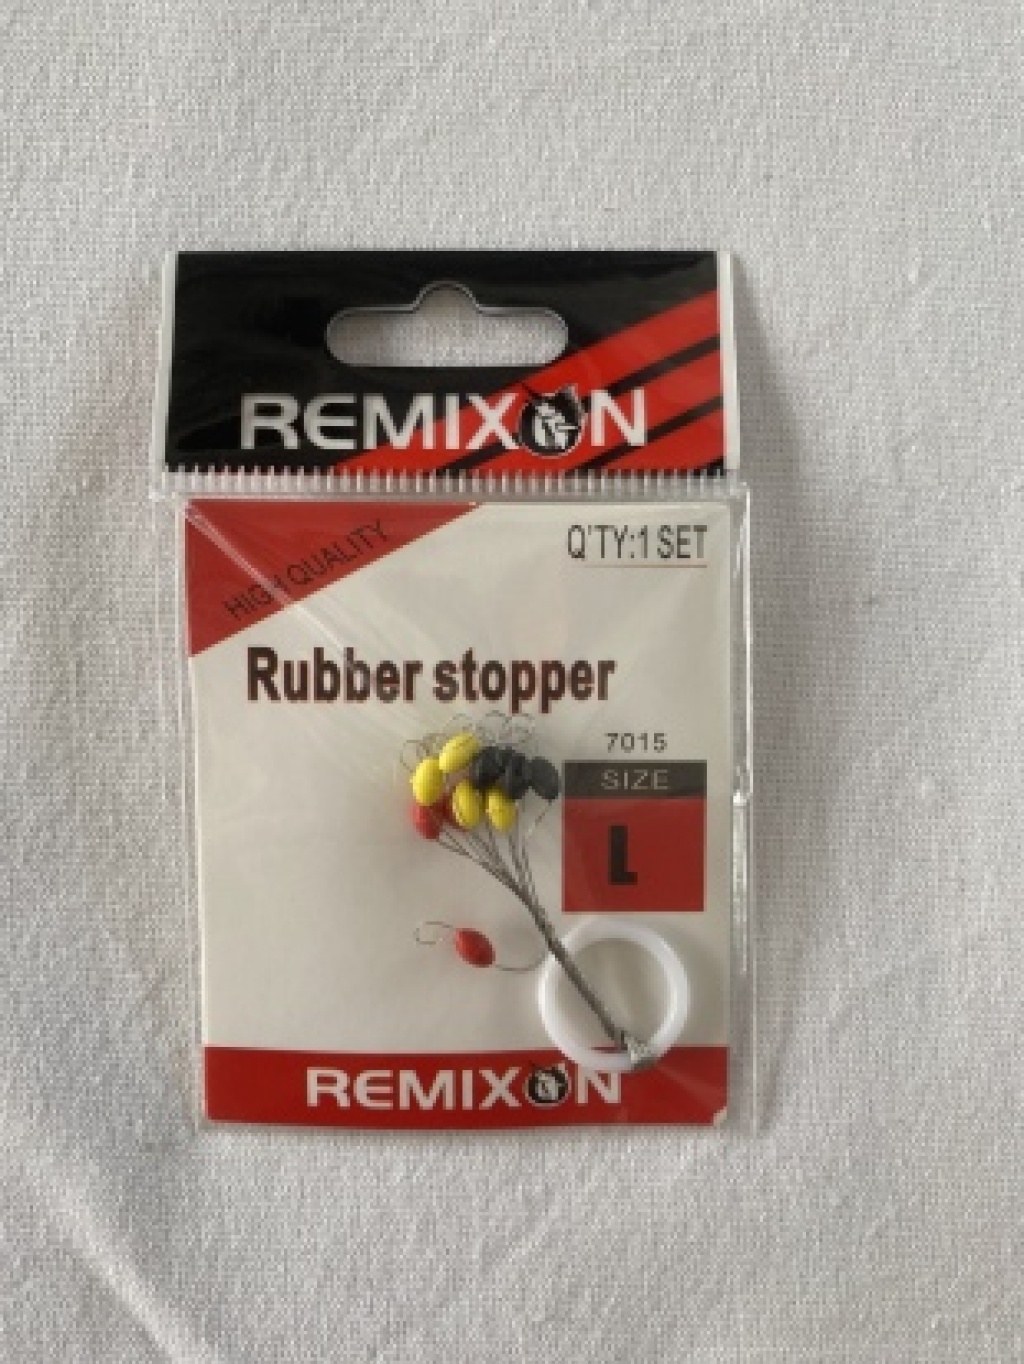 REMIXON
HIGH QUALITY
Q'TY:1 SET
Rubber stopper
7015
SIZE
L
REMIXON